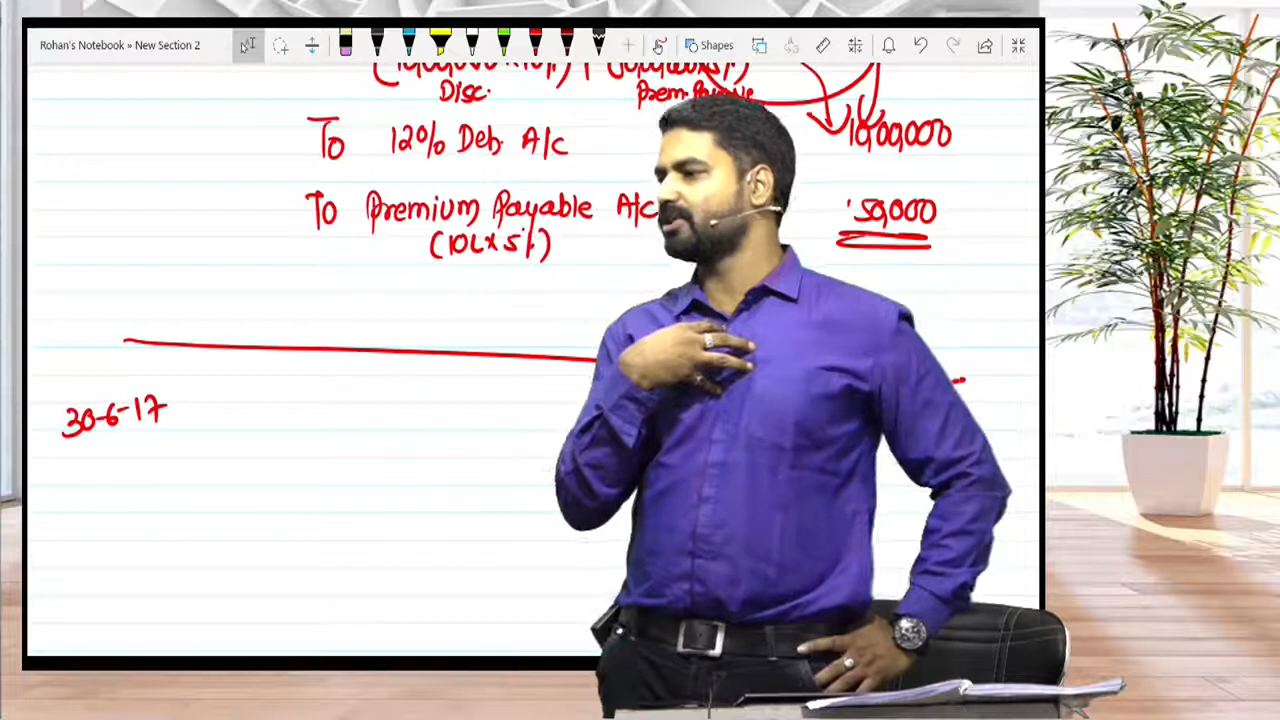 Rohan's Notebook » New Section 2
Shapes
Disc.
To 12% Deb. A/c 10,00,000
To Premium Payable A/c 50,000
(10L x 5%)
30-6-17